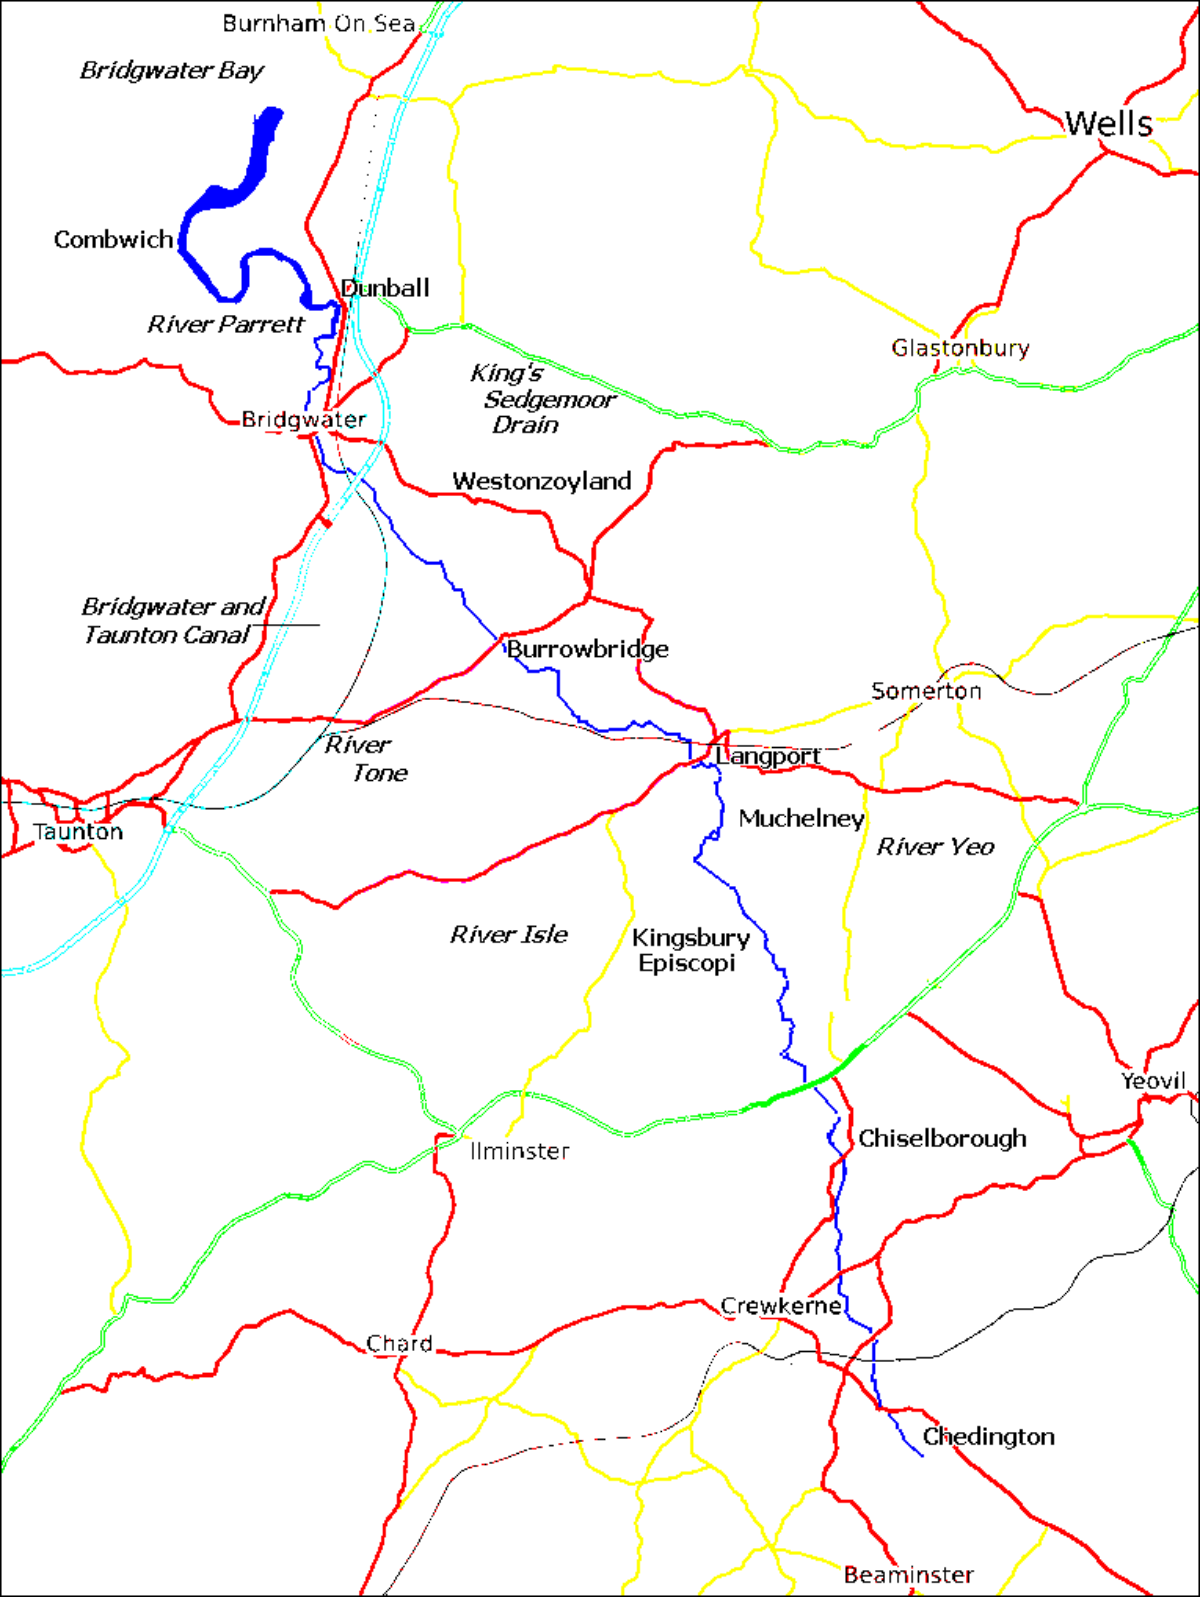 Burnham On Sea
Bridgwater Bay
Wells
Combwich
Dunball
River Parrett
Glastonbury
King's
Sedgemoor
Drain
Bridgwater
Westonzoyland
Bridgwater and
Taunton Canal
Burrowbridge
Somerton
River
Tone
Langport
Muchelney
Taunton
River Yeo
River Isle
Kingsbury
Episcopi
Yeovil
Chiselborough
Ilminster
Crewkerne
Chard
Chedington
Beaminster